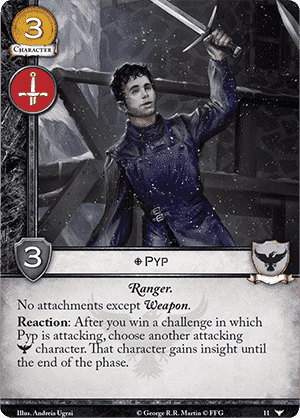 3
CHARACTER
3
PYP
Ranger.
No attachments except Weapon.
Reaction: After you win a challenge in which
Pyp is attacking, choose another attacking
character. That character gains insight until
the end of the phase.
Illus. Andreia Ugrai
© George R.R. Martin © FFG
11